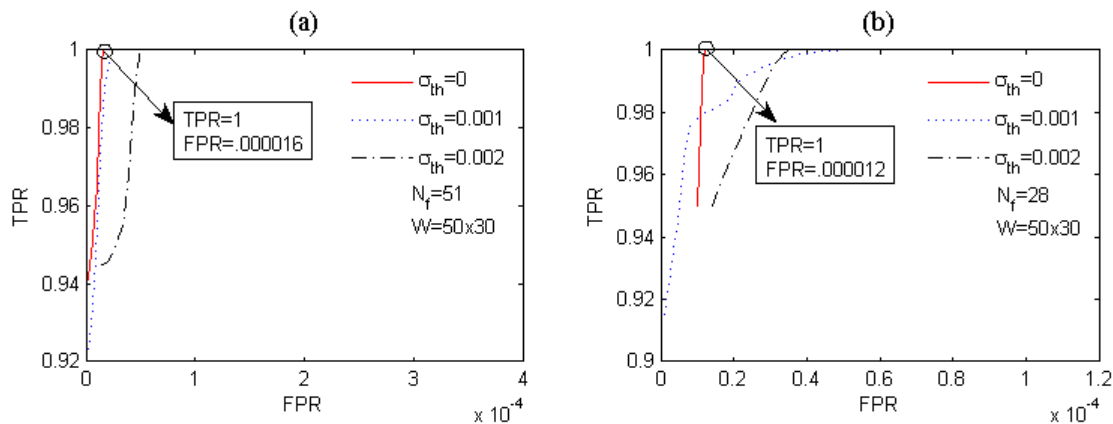 (a)
1
0.98
0.96
0.94
0.92
TPR
0
1
2
3
4
FPR
x 10⁻⁴
σth=0
σth=0.001
σth=0.002
Nf=51
W=50x30
TPR=1
FPR=.000016
(b)
1
0.98
0.96
0.94
0.92
0.9
TPR
0
0.2
0.4
0.6
0.8
1
1.2
FPR
x 10⁻⁴
σth=0
σth=0.001
σth=0.002
Nf=28
W=50x30
TPR=1
FPR=.000012